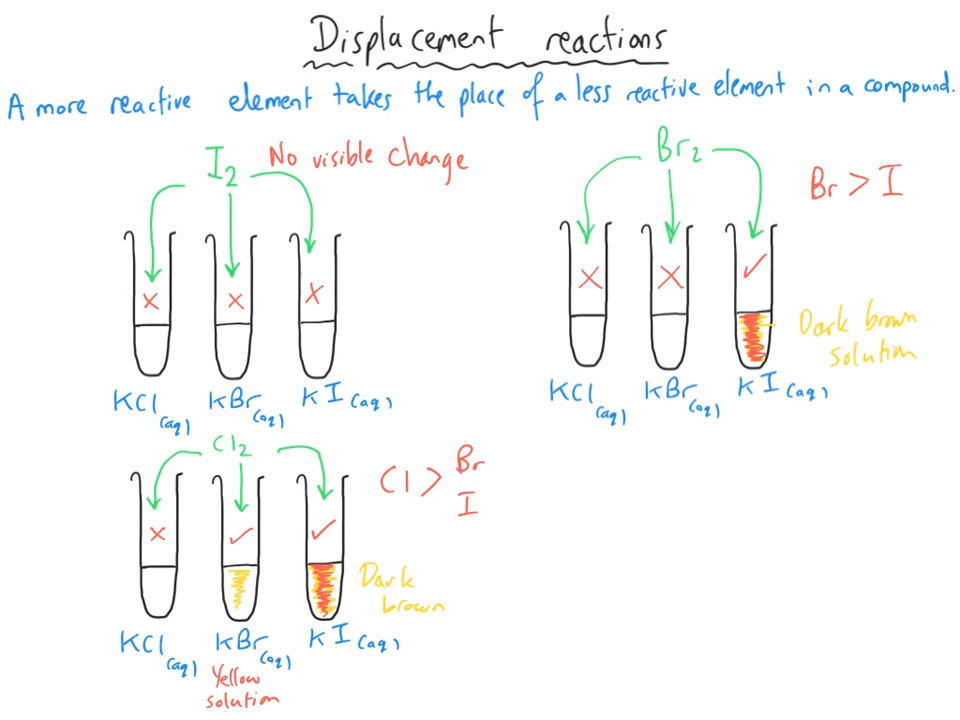 Displacement reactions
A more reactive element takes the place of a less reactive element in a compound.
I2 No visible change
KCl(aq) KBr(aq) KI(aq)
Br2
Br > I
Dark brown
solution
KCl(aq) KBr(aq) KI(aq)
Cl2
Cl > Br
I
Dark
brown
KCl(aq) KBr(aq) KI(aq)
Yellow
solution